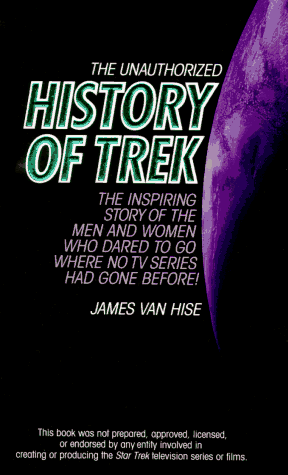 THE UNAUTHORIZED
HISTORY
OF TREK
THE INSPIRING
STORY OF THE
MEN AND WOMEN
WHO DARED TO GO
WHERE NO TV SERIES
HAD GONE BEFORE!
JAMES VAN HISE
This book was not prepared, approved, licensed,
or endorsed by any entity involved in
creating or producing the Star Trek television series or films.